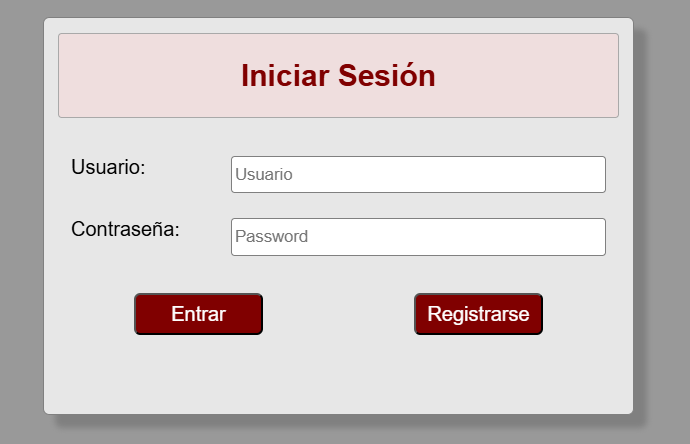 Iniciar Sesión
Usuario:
Usuario
Contraseña:
Password
Entrar
Registrarse